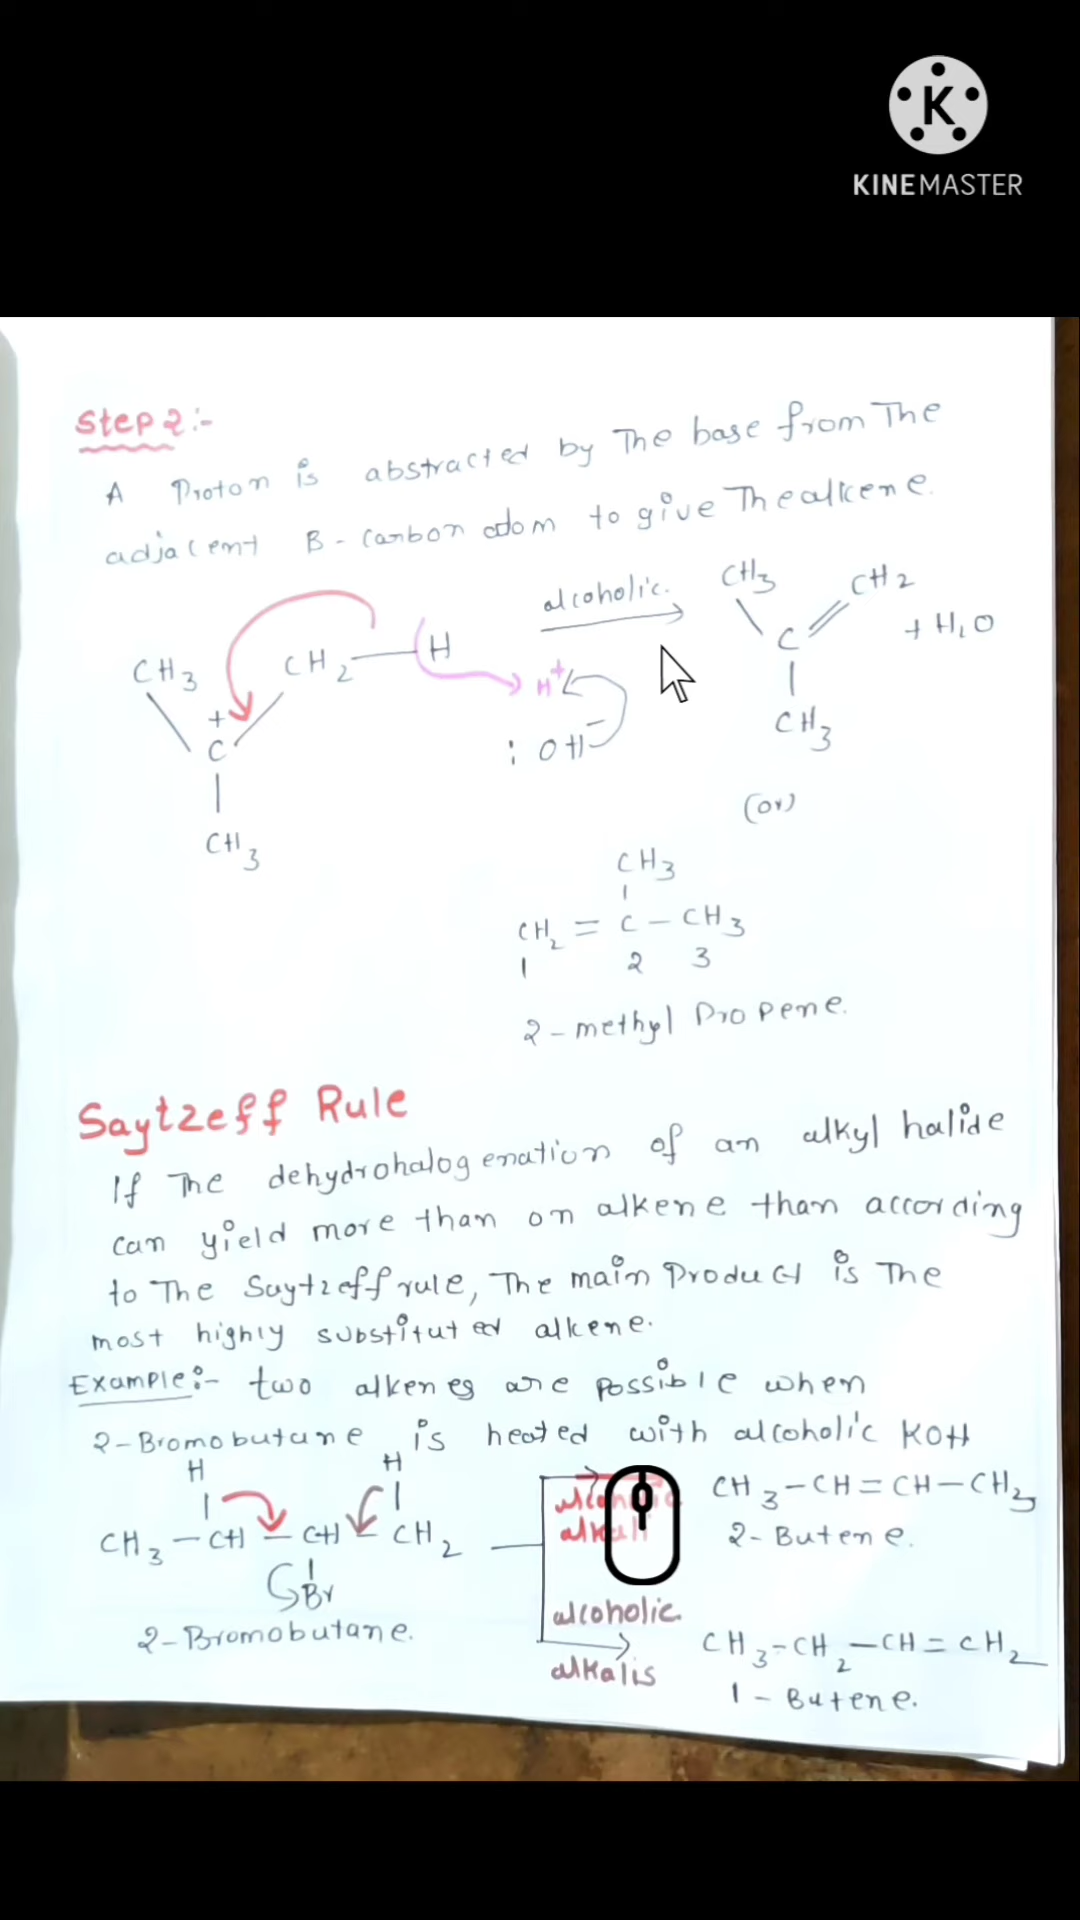 K
KINEMASTER
Step 2:-
A Proton is abstracted by The base from The
adjacent B-carbon atom to give The alkene.
CH3 CH2 — H alcoholic. CH3 CH2
+ C H+ C + H2O
: OH− CH3
CH3 (or)
CH3
CH2 = C — CH3
1 2 3
2-methyl Propene.
Saytzeff Rule
If The dehydrohalogenation of an alkyl halide
can yield more than on alkene than according
to The Saytzeff rule, The main Product is The
most highly substituted alkene.
Example:- two alkenes are possible when
2-Bromobutane is heated with alcoholic KOH
H H
CH3 — CH — CH — CH2
Br
2-Bromobutane.
CH3-CH=CH-CH3
2-Butene.
alcoholic.
alkalis
CH3-CH2-CH=CH2
1-Butene.